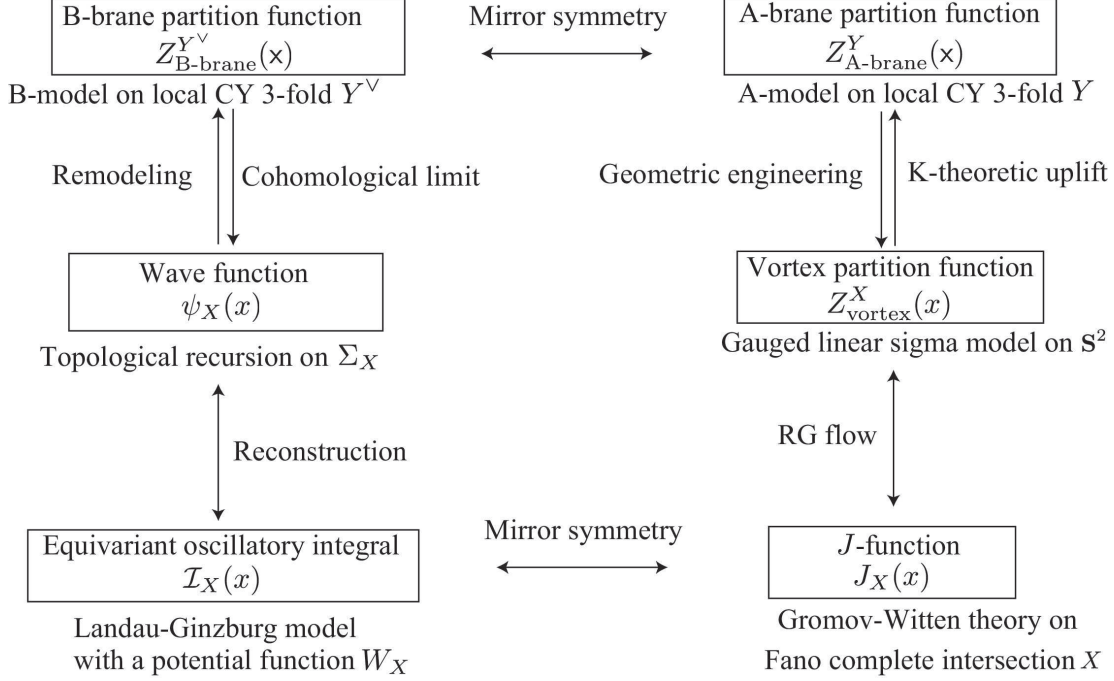 B-brane partition function
Mirror symmetry
A-brane partition function
Z_{B-brane}^{Y^∨}(x)
Z_{A-brane}^{Y}(x)
B-model on local CY 3-fold Y^∨
A-model on local CY 3-fold Y
Remodeling
Cohomological limit
Geometric engineering
K-theoretic uplift
Wave function
Vortex partition function
ψ_X(x)
Z_{vortex}^{X}(x)
Topological recursion on Σ_X
Gauged linear sigma model on S^2
Reconstruction
RG flow
Equivariant oscillatory integral
Mirror symmetry
J-function
ℐ_X(x)
J_X(x)
Landau-Ginzburg model
with a potential function W_X
Gromov-Witten theory on
Fano complete intersection X